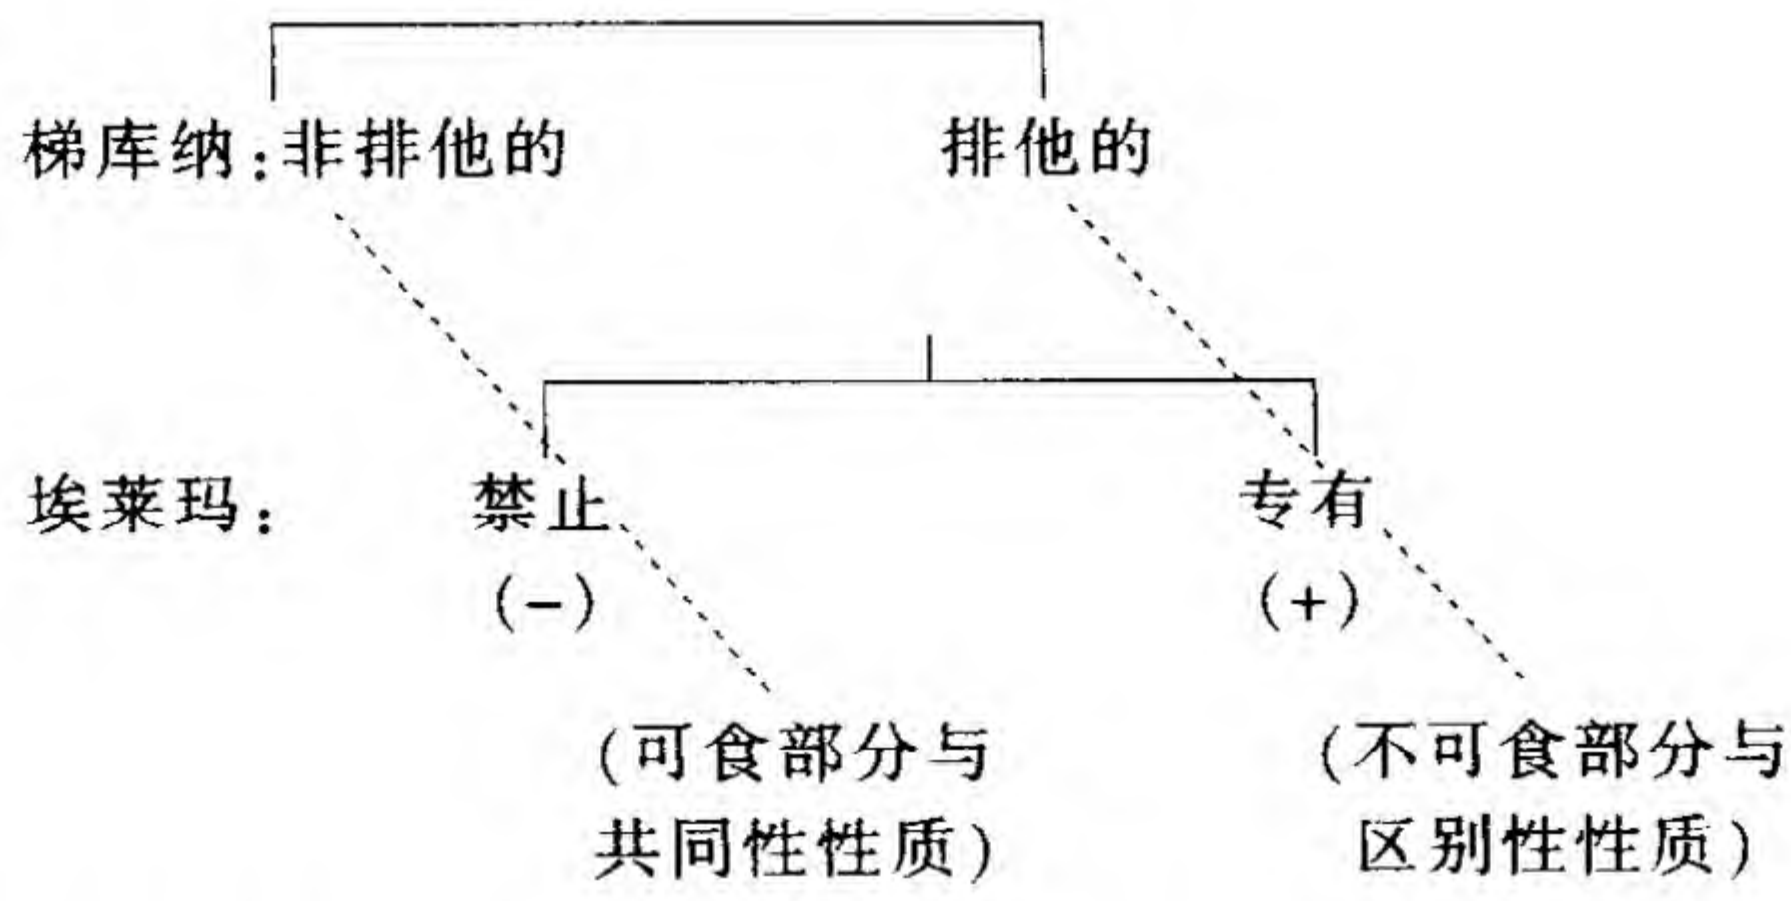 梯库纳:非排他的 排他的
埃莱玛: 禁止 专有
(-) (+)
(可食部分与 (不可食部分与
共同性性质) 区别性性质)